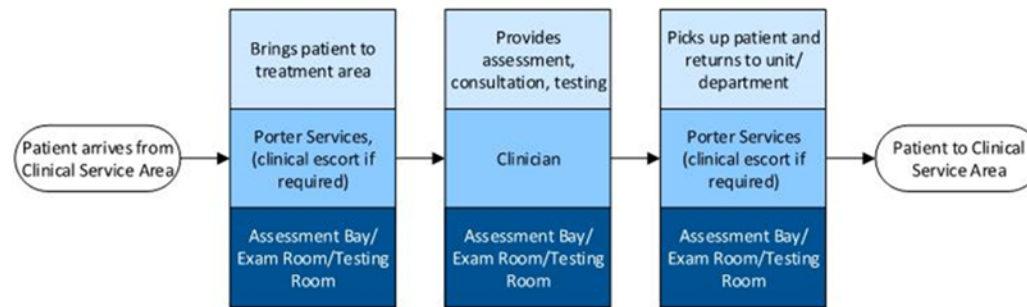 Patient arrives from
Clinical Service Area
Brings patient to
treatment area
Porter Services,
(clinical escort if
required)
Assessment Bay/
Exam Room/Testing
Room
Provides
assessment,
consultation, testing
Clinician
Assessment Bay/
Exam Room/Testing
Room
Picks up patient and
returns to unit/
department
Porter Services
(clinical escort if
required)
Assessment Bay/
Exam Room/Testing
Room
Patient to Clinical
Service Area